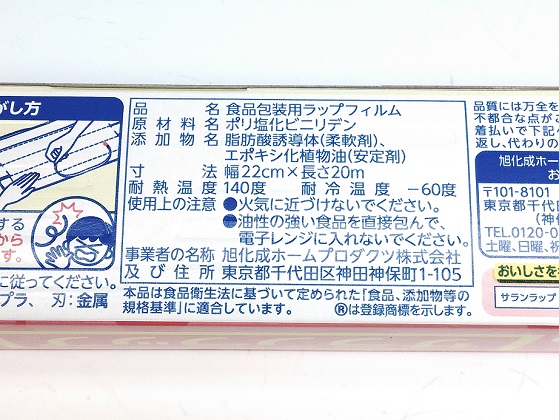 がし方
する
から
す。
に従ってください。
プラ、刃:金属
品名 食品包装用ラップフィルム
原材料名 ポリ塩化ビニリデン
添加物名 脂肪酸誘導体(柔軟剤)、
エポキシ化植物油(安定剤)
寸法 幅22cm×長さ20m
耐熱温度 140度 耐冷温度 −60度
使用上の注意 ●火気に近づけないでください。
●油性の強い食品を直接包んで、
電子レンジに入れないでください。
事業者の名称 旭化成ホームプロダクツ株式会社
及び住所 東京都千代田区神田神保町1-105
本品は食品衛生法に基づいて定められた「食品、添加物等の
規格基準」に適合しています。 ®は登録商標を示します。
品質には万全を
不都合な点がこ
着払いで下記へ
返し、代わりの
旭化成ホー
お
〒101-8101
東京都千代田
(神
TEL.0120-0
土曜、日曜、祝
おいしさを
サランラップ